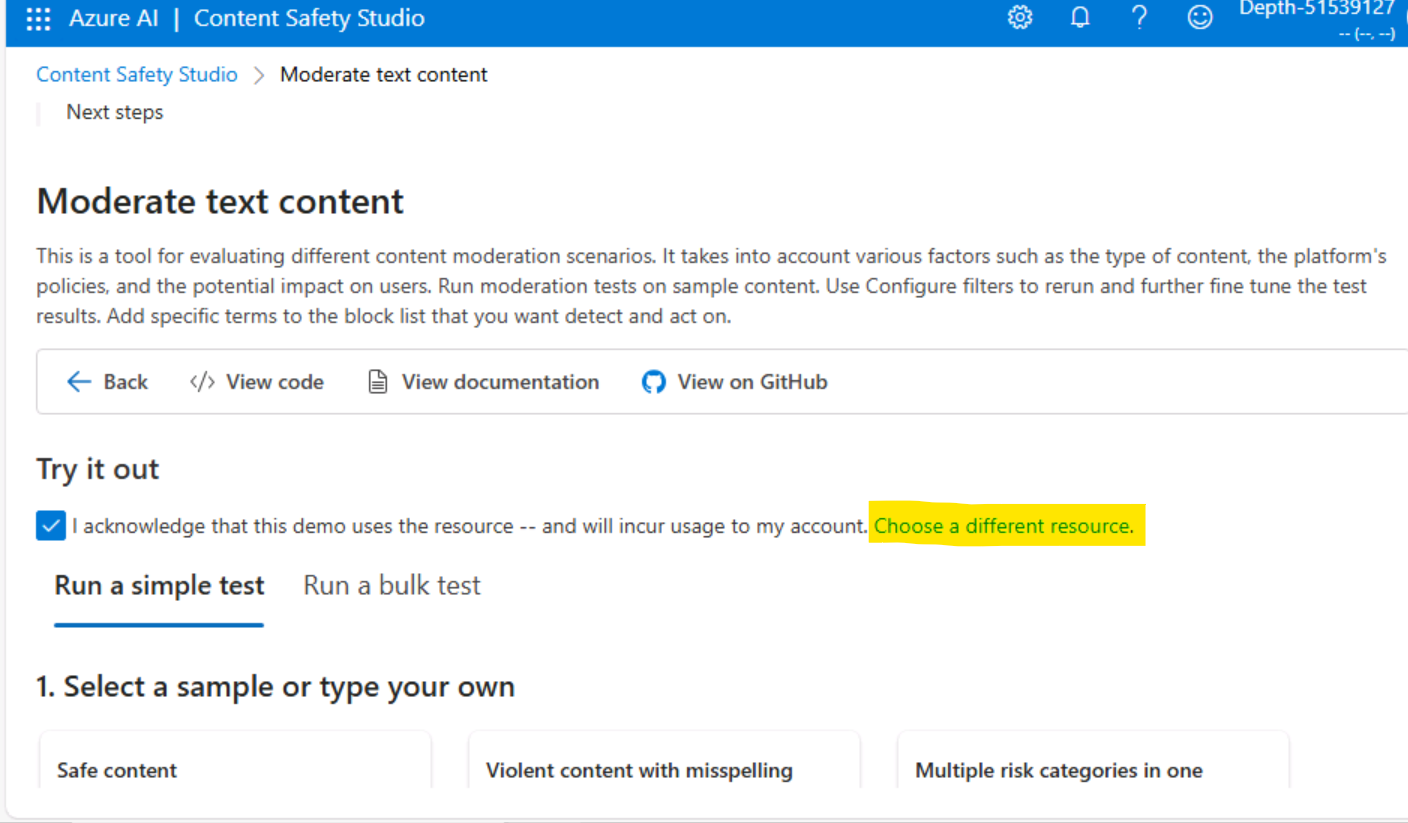 Azure AI | Content Safety Studio
Depth-51539127
-- (--, --)
Content Safety Studio > Moderate text content
Next steps
Moderate text content
This is a tool for evaluating different content moderation scenarios. It takes into account various factors such as the type of content, the platform's
policies, and the potential impact on users. Run moderation tests on sample content. Use Configure filters to rerun and further fine tune the test
results. Add specific terms to the block list that you want detect and act on.
Back </> View code View documentation View on GitHub
Try it out
I acknowledge that this demo uses the resource -- and will incur usage to my account. Choose a different resource.
Run a simple test Run a bulk test
1. Select a sample or type your own
Safe content Violent content with misspelling Multiple risk categories in one